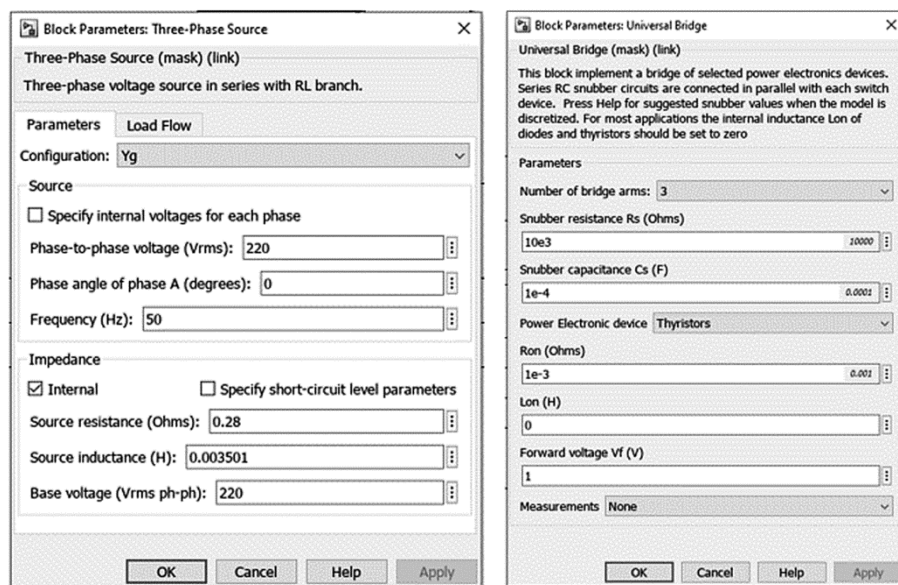 Block Parameters: Three-Phase Source
Three-Phase Source (mask) (link)
Three-phase voltage source in series with RL branch.
Parameters
Load Flow
Configuration: Yg
Source
Specify internal voltages for each phase
Phase-to-phase voltage (Vrms): 220
Phase angle of phase A (degrees): 0
Frequency (Hz): 50
Impedance
Internal
Specify short-circuit level parameters
Source resistance (Ohms): 0.28
Source inductance (H): 0.003501
Base voltage (Vrms ph-ph): 220
OK
Cancel
Help
Apply
Block Parameters: Universal Bridge
Universal Bridge (mask) (link)
This block implement a bridge of selected power electronics devices.
Series RC snubber circuits are connected in parallel with each switch
device. Press Help for suggested snubber values when the model is
discretized. For most applications the internal inductance Lon of
diodes and thyristors should be set to zero
Parameters
Number of bridge arms: 3
Snubber resistance Rs (Ohms)
10e3 10000
Snubber capacitance Cs (F)
1e-4 0.0001
Power Electronic device Thyristors
Ron (Ohms)
1e-3 0.001
Lon (H)
0
Forward voltage Vf (V)
1
Measurements None
OK
Cancel
Help
Apply